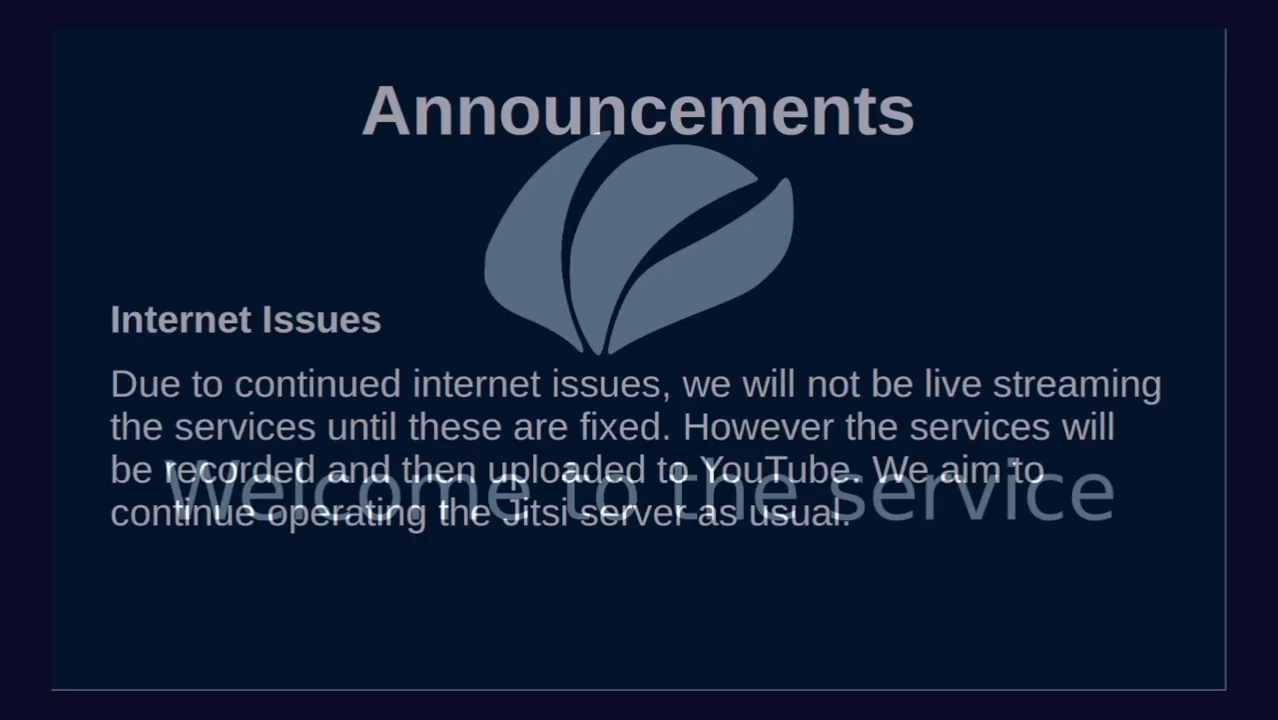 Announcements
Internet Issues
Due to continued internet issues, we will not be live streaming
the services until these are fixed. However the services will
be recorded and then uploaded to YouTube. We aim to
continue operating the Jitsi server as usual.
Welcome to the service